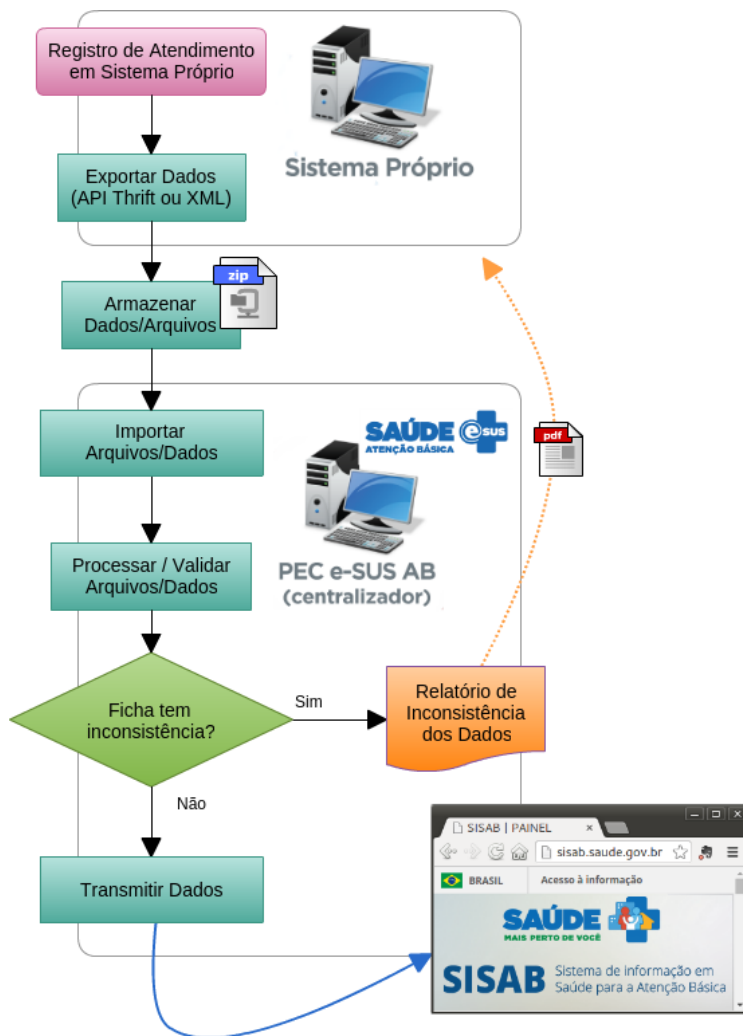 Registro de Atendimento
em Sistema Próprio
Sistema Próprio
Exportar Dados
(API Thrift ou XML)
zip
Armazenar
Dados/Arquivos
SAÚDE e-SUS
ATENÇÃO BÁSICA
Importar
Arquivos/Dados
pdf
PEC e-SUS AB
(centralizador)
Processar / Validar
Arquivos/Dados
Ficha tem
inconsistência?
Sim
Relatório de
Inconsistência
dos Dados
Não
Transmitir Dados
SISAB | PAINEL
sisab.saude.gov.br
BRASIL
Acesso à informação
SAÚDE
MAIS PERTO DE VOCÊ
SISAB
Sistema de informação em
Saúde para a Atenção Básica